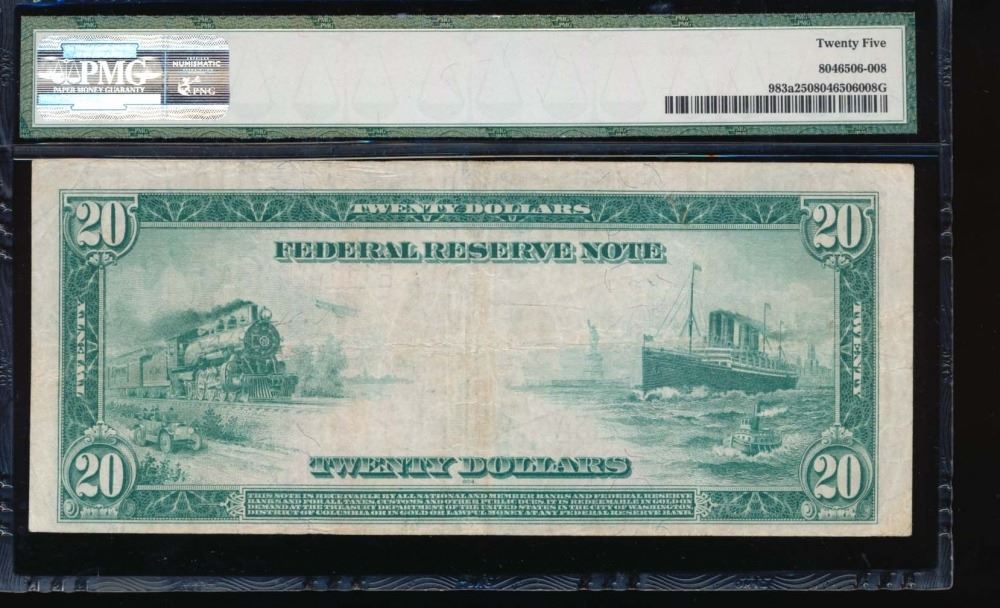 PMG
PAPER MONEY GUARANTY
NUMISMATIC
PNG
Twenty Five
8046506-008
983a2508046506008G
20
TWENTY DOLLARS
20
FEDERAL RESERVE NOTE
TWENTY
TWENTY
TWENTY DOLLARS
20
20
THIS NOTE IS RECEIVABLE BY ALL NATIONAL AND MEMBER BANKS AND FEDERAL RESERVE
BANKS AND FOR ALL TAXES, CUSTOMS AND OTHER PUBLIC DUES. IT IS REDEEMABLE IN GOLD ON
DEMAND AT THE TREASURY DEPARTMENT OF THE UNITED STATES IN THE CITY OF WASHINGTON,
DISTRICT OF COLUMBIA, OR IN GOLD OR LAWFUL MONEY AT ANY FEDERAL RESERVE BANK.